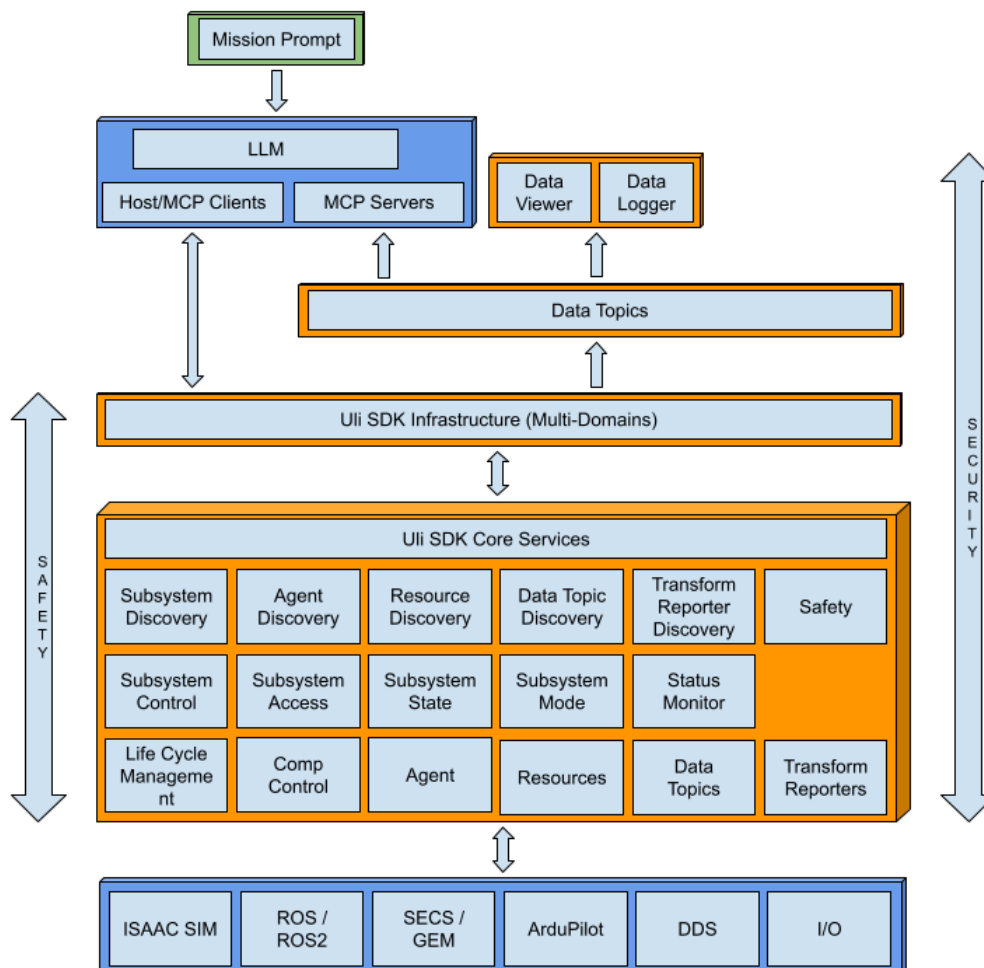 Mission Prompt
LLM
Host/MCP Clients
MCP Servers
Data
Viewer
Data
Logger
Data Topics
Uli SDK Infrastructure (Multi-Domains)
SAFETY
SECURITY
Uli SDK Core Services
Subsystem
Discovery
Agent
Discovery
Resource
Discovery
Data Topic
Discovery
Transform
Reporter
Discovery
Safety
Subsystem
Control
Subsystem
Access
Subsystem
State
Subsystem
Mode
Status
Monitor
Life Cycle
Manageme
nt
Comp
Control
Agent
Resources
Data
Topics
Transform
Reporters
ISAAC SIM
ROS /
ROS2
SECS /
GEM
ArduPilot
DDS
I/O